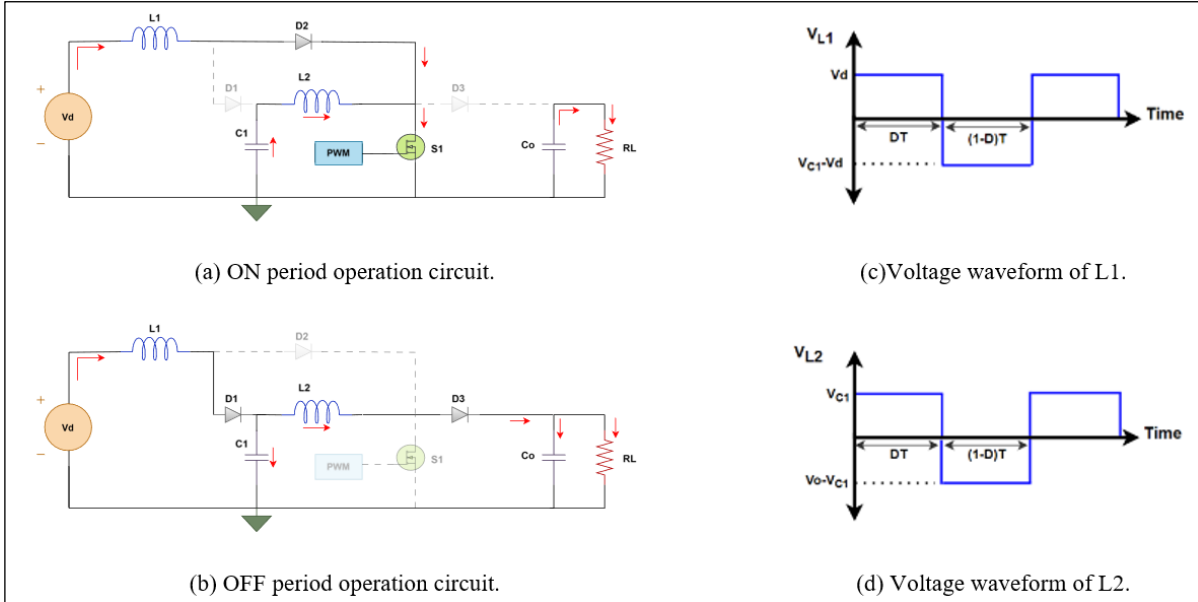 L1
D2
+
Vd
−
D1
L2
D3
C1
PWM
S1
Co
RL
(a) ON period operation circuit.
VL1
Vd
Time
DT
(1-D)T
VC1-Vd
(c)Voltage waveform of L1.
L1
D2
+
Vd
−
D1
L2
D3
C1
PWM
S1
Co
RL
(b) OFF period operation circuit.
VL2
VC1
Time
DT
(1-D)T
Vo-VC1
(d) Voltage waveform of L2.